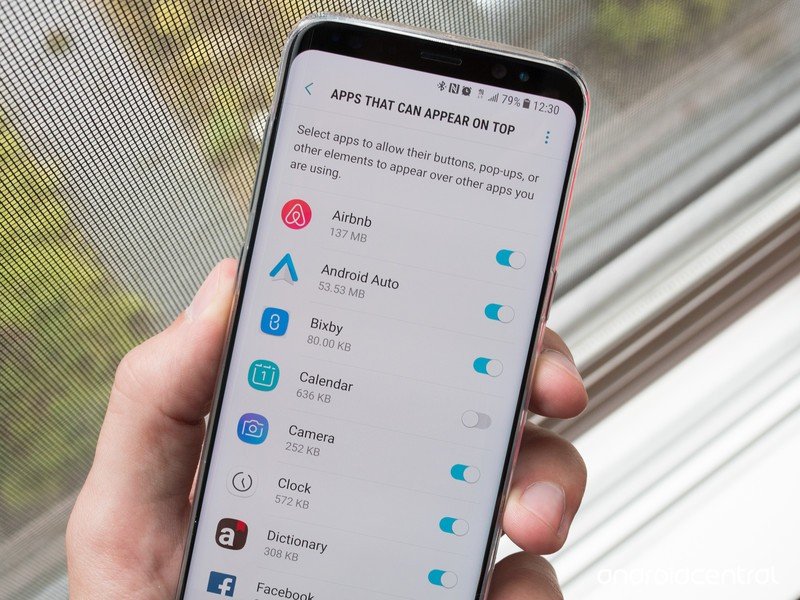 79% 12:30
APPS THAT CAN APPEAR ON TOP
Select apps to allow their buttons, pop-ups, or
other elements to appear over other apps you
are using.
Airbnb
137 MB
Android Auto
53.53 MB
Bixby
80.00 KB
1
Calendar
636 KB
Camera
252 KB
Clock
572 KB
a
Dictionary
308 KB
f
Facebook
androidcentral